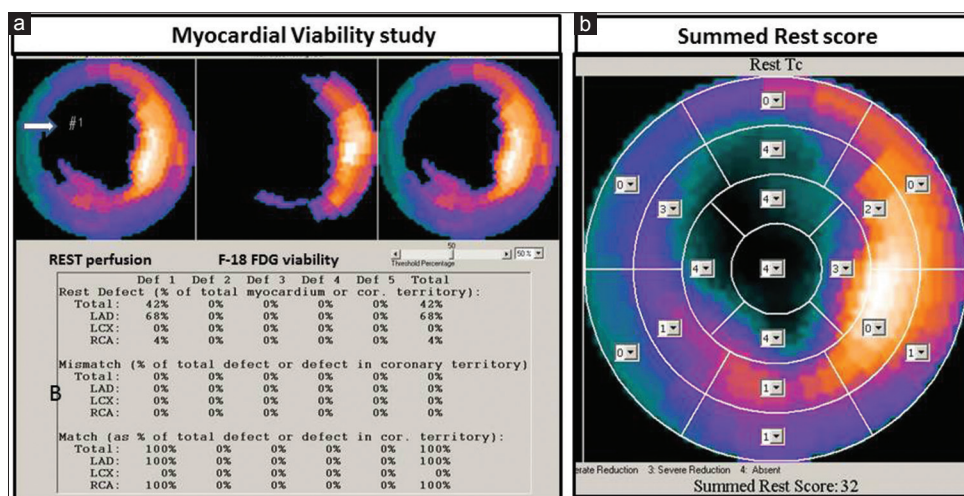 a
Myocardial Viability study
#1
REST perfusion F-18 FDG viability
50
50 %
Threshold Percentage
Def 1 Def 2 Def 3 Def 4 Def 5 Total
Rest Defect (% of total myocardium or cor. territory):
Total: 42% 0% 0% 0% 0% 42%
LAD: 68% 0% 0% 0% 0% 68%
LCX: 0% 0% 0% 0% 0% 0%
RCA: 4% 0% 0% 0% 0% 4%
Mismatch (% of total defect or defect in coronary territory)
Total: 0% 0% 0% 0% 0% 0%
B
LAD: 0% 0% 0% 0% 0% 0%
LCX: 0% 0% 0% 0% 0% 0%
RCA: 0% 0% 0% 0% 0% 0%
Match (as % of total defect or defect in cor. territory):
Total: 100% 0% 0% 0% 0% 100%
LAD: 100% 0% 0% 0% 0% 100%
LCX: 0% 0% 0% 0% 0% 0%
RCA: 100% 0% 0% 0% 0% 100%
b
Summed Rest score
Rest Tc
0
4
0 0
4
3 2
4 4 3
4
1 0
0 1
1
1
erate Reduction 3: Severe Reduction 4: Absent
Summed Rest Score: 32